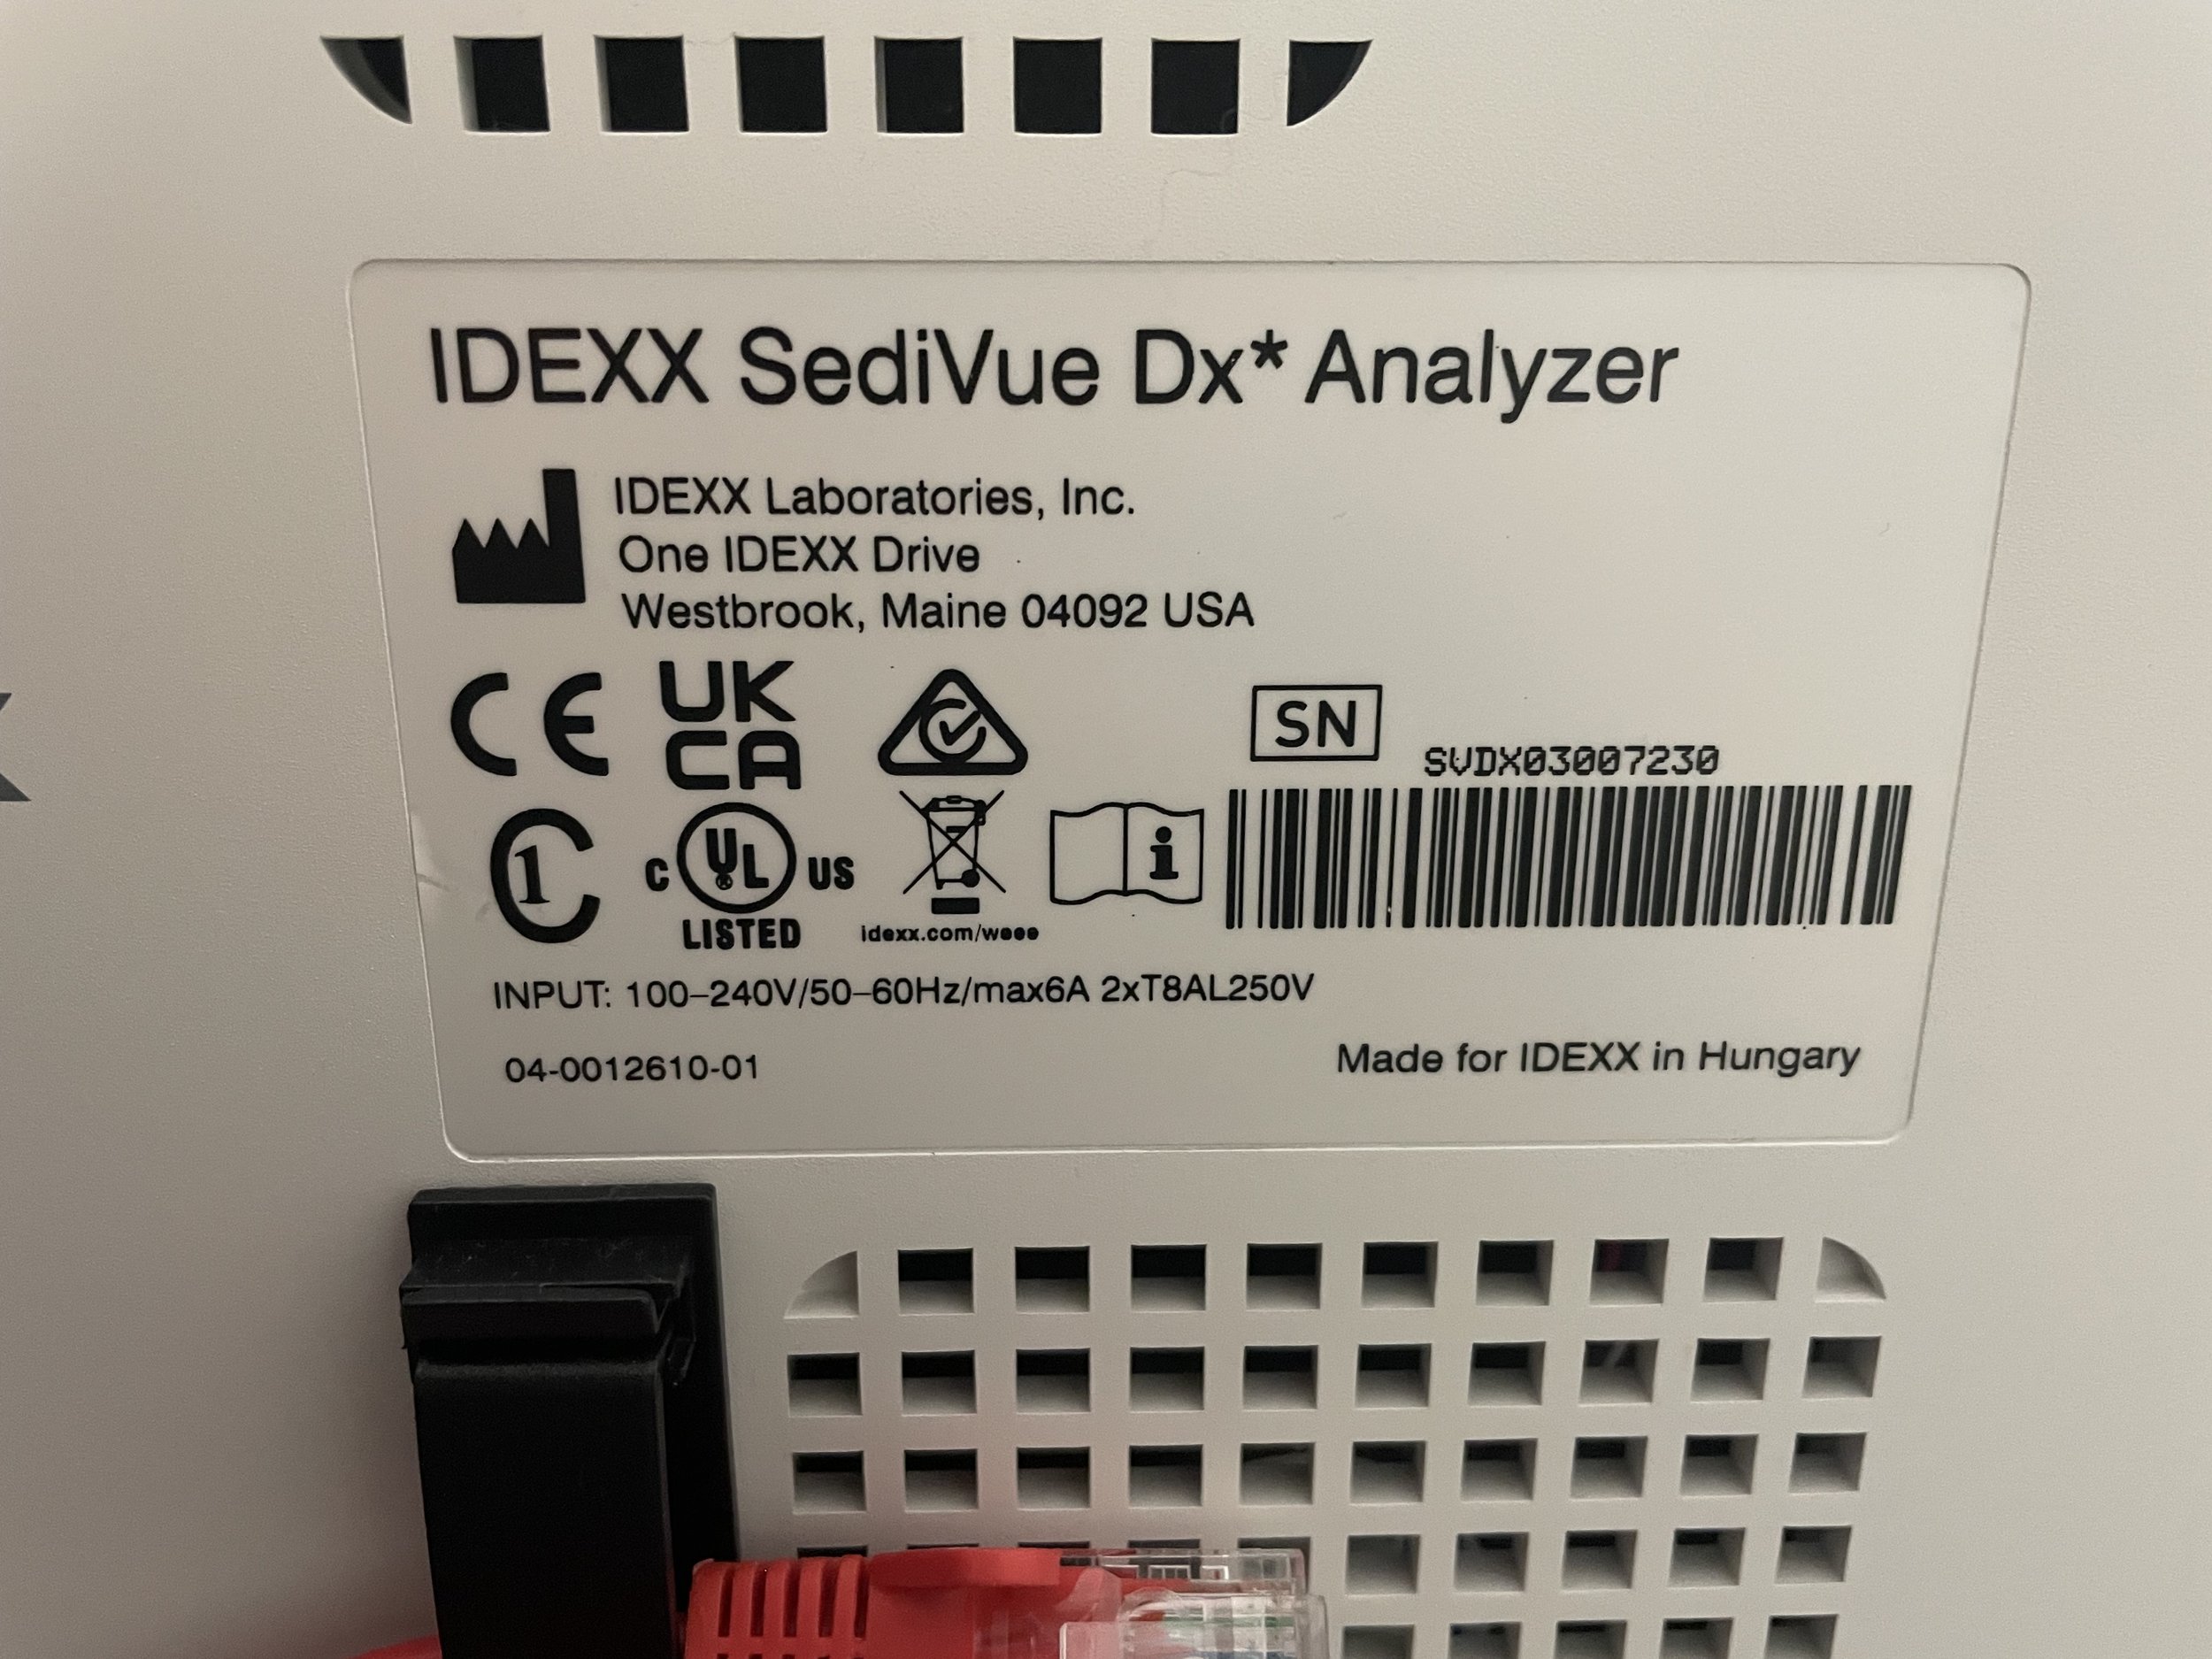 IDEXX SediVue Dx* Analyzer
IDEXX Laboratories, Inc.
One IDEXX Drive
Westbrook, Maine 04092 USA
CE UK CA
SN
SVDX03007230
C1
C UL® US
LISTED
idexx.com/weee
i
INPUT: 100–240V/50–60Hz/max6A 2xT8AL250V
04-0012610-01
Made for IDEXX in Hungary